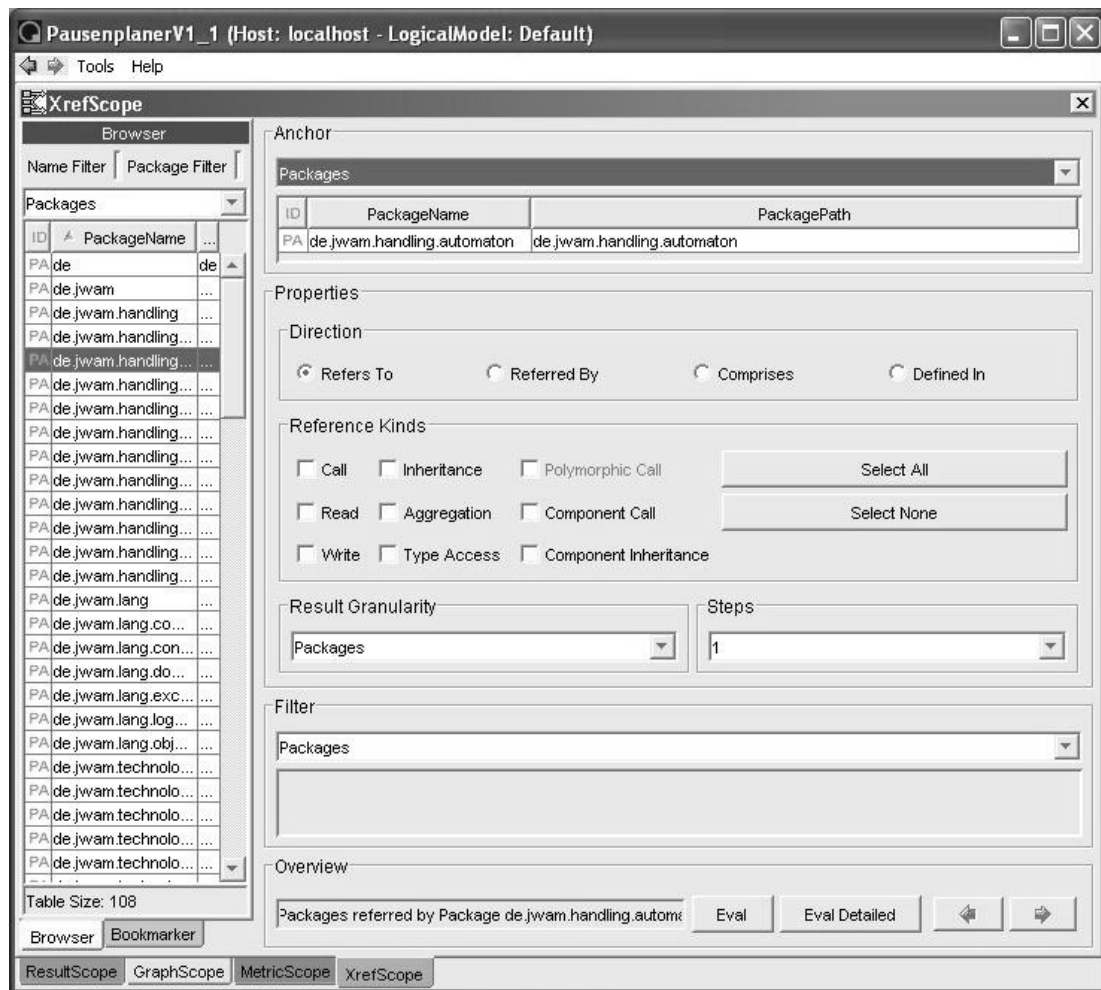 PausenplanerV1_1 (Host: localhost - LogicalModel: Default)
Tools Help
XrefScope
Browser
Name Filter Package Filter
Packages
ID PackageName ...
PA de de
PA de.jwam ...
PA de.jwam.handling ...
PA de.jwam.handling... ...
PA de.jwam.handling... ...
PA de.jwam.handling... ...
PA de.jwam.handling... ...
PA de.jwam.handling... ...
PA de.jwam.handling... ...
PA de.jwam.handling... ...
PA de.jwam.handling... ...
PA de.jwam.handling... ...
PA de.jwam.handling... ...
PA de.jwam.handling... ...
PA de.jwam.lang ...
PA de.jwam.lang.co... ...
PA de.jwam.lang.con... ...
PA de.jwam.lang.do... ...
PA de.jwam.lang.exc... ...
PA de.jwam.lang.log... ...
PA de.jwam.lang.obj... ...
PA de.jwam.technolo... ...
PA de.jwam.technolo... ...
PA de.jwam.technolo... ...
PA de.jwam.technolo... ...
PA de.jwam.technolo... ...
Table Size: 108
Browser Bookmarker
Anchor
Packages
ID PackageName PackagePath
PA de.jwam.handling.automaton de.jwam.handling.automaton
Properties
Direction
Refers To Referred By Comprises Defined In
Reference Kinds
Call Inheritance Polymorphic Call Select All
Read Aggregation Component Call Select None
Write Type Access Component Inheritance
Result Granularity Steps
Packages 1
Filter
Packages
Overview
Packages referred by Package de.jwam.handling.automa Eval Eval Detailed
ResultScope GraphScope MetricScope XrefScope